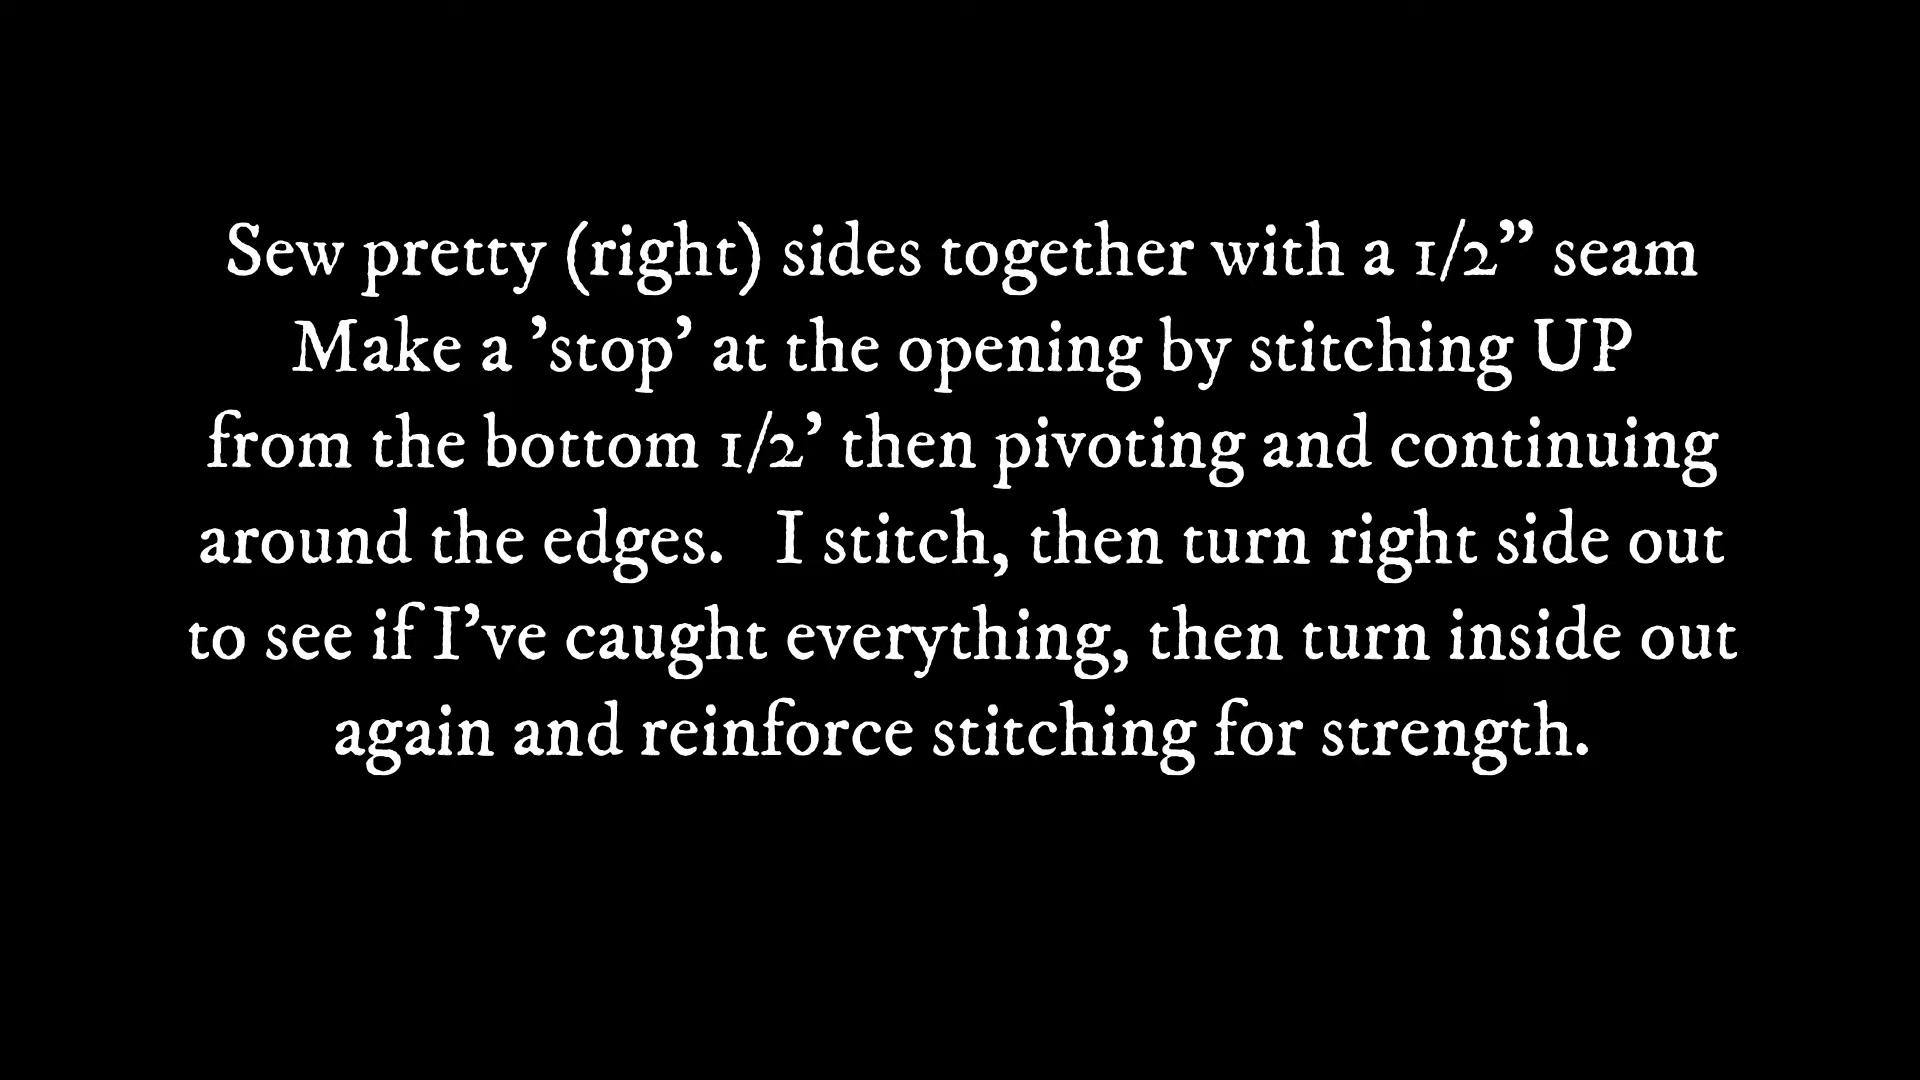 Sew pretty (right) sides together with a 1/2” seam
Make a ’stop’ at the opening by stitching UP
from the bottom 1/2’ then pivoting and continuing
around the edges.   I stitch, then turn right side out
to see if I’ve caught everything, then turn inside out
again and reinforce stitching for strength.